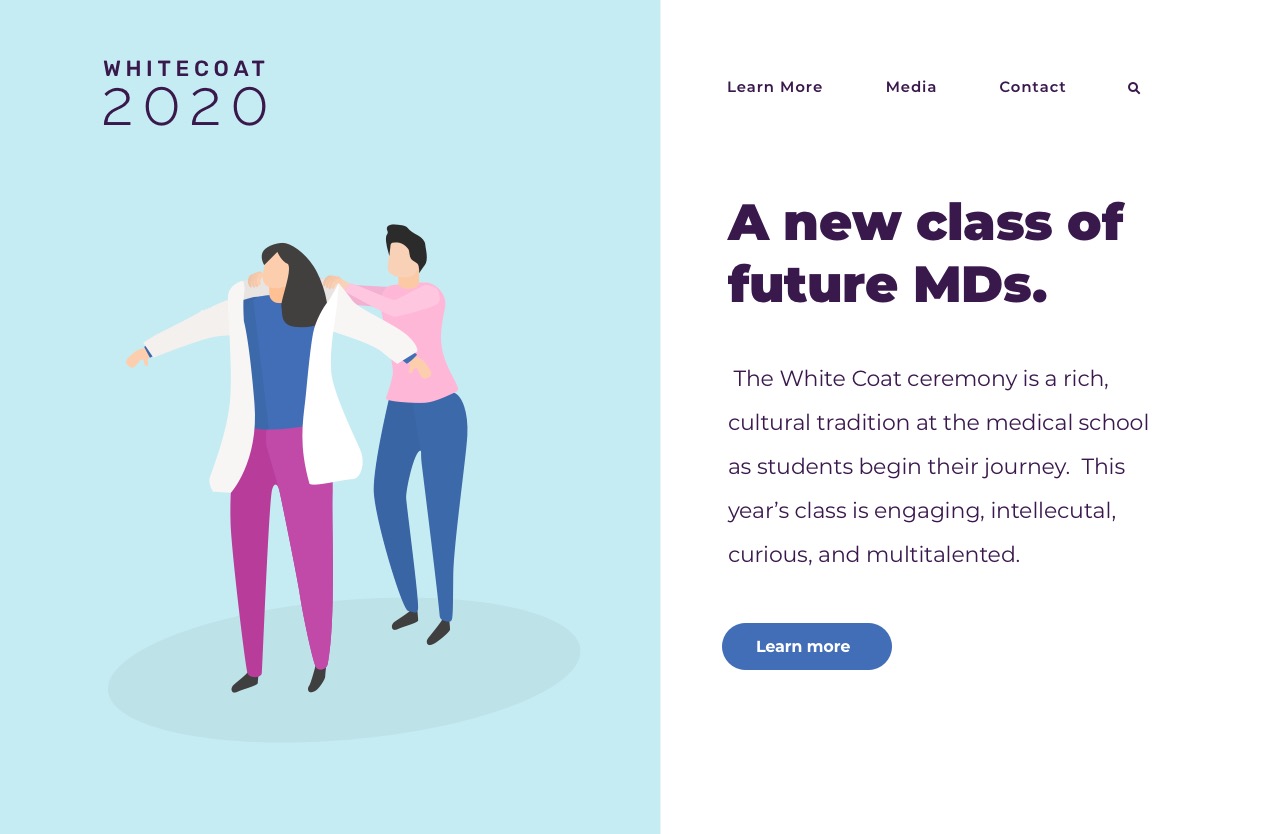 WHITECOAT
2020
Learn More Media Contact
A new class of
future MDs.
The White Coat ceremony is a rich,
cultural tradition at the medical school
as students begin their journey.  This
year’s class is engaging, intellecutal,
curious, and multitalented.
Learn more